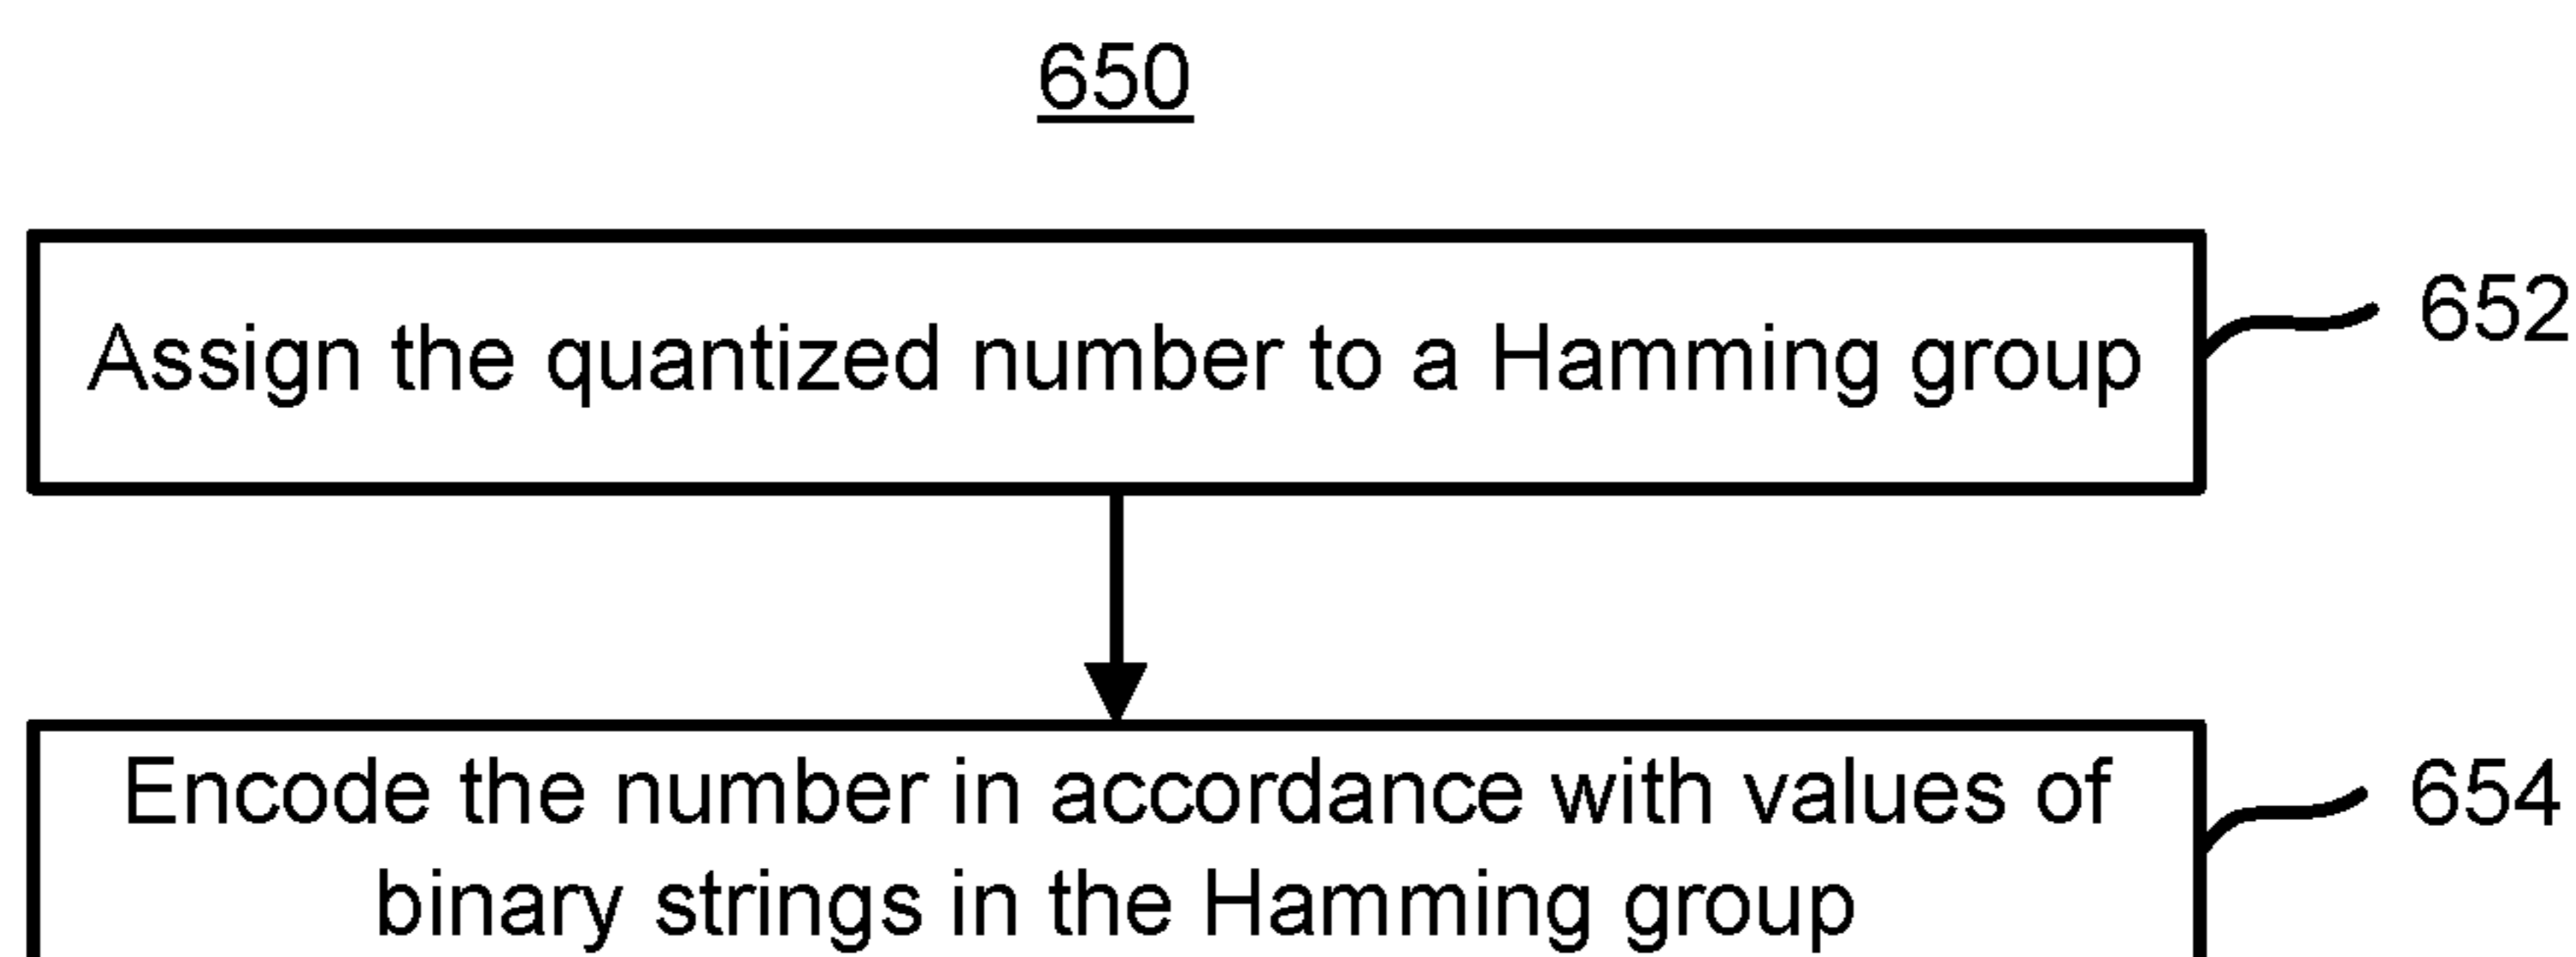 650
Assign the quantized number to a Hamming group
652
Encode the number in accordance with values of
binary strings in the Hamming group
654